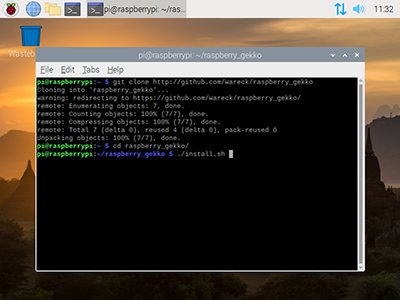 pi@raspberrypi: ~/ras...
11:32
Wasteb
pi@raspberrypi: ~/raspberry_gekko
File Edit Tabs Help
pi@raspberrypi:~ $ git clone http://github.com/wareck/raspberry_gekko
Cloning into 'raspberry_gekko'...
warning: redirecting to https://github.com/wareck/raspberry_gekko/
remote: Enumerating objects: 7, done.
remote: Counting objects: 100% (7/7), done.
remote: Compressing objects: 100% (7/7), done.
remote: Total 7 (delta 0), reused 4 (delta 0), pack-reused 0
Unpacking objects: 100% (7/7), done.
pi@raspberrypi:~ $ cd raspberry_gekko/
pi@raspberrypi:~/raspberry_gekko $ ./install.sh